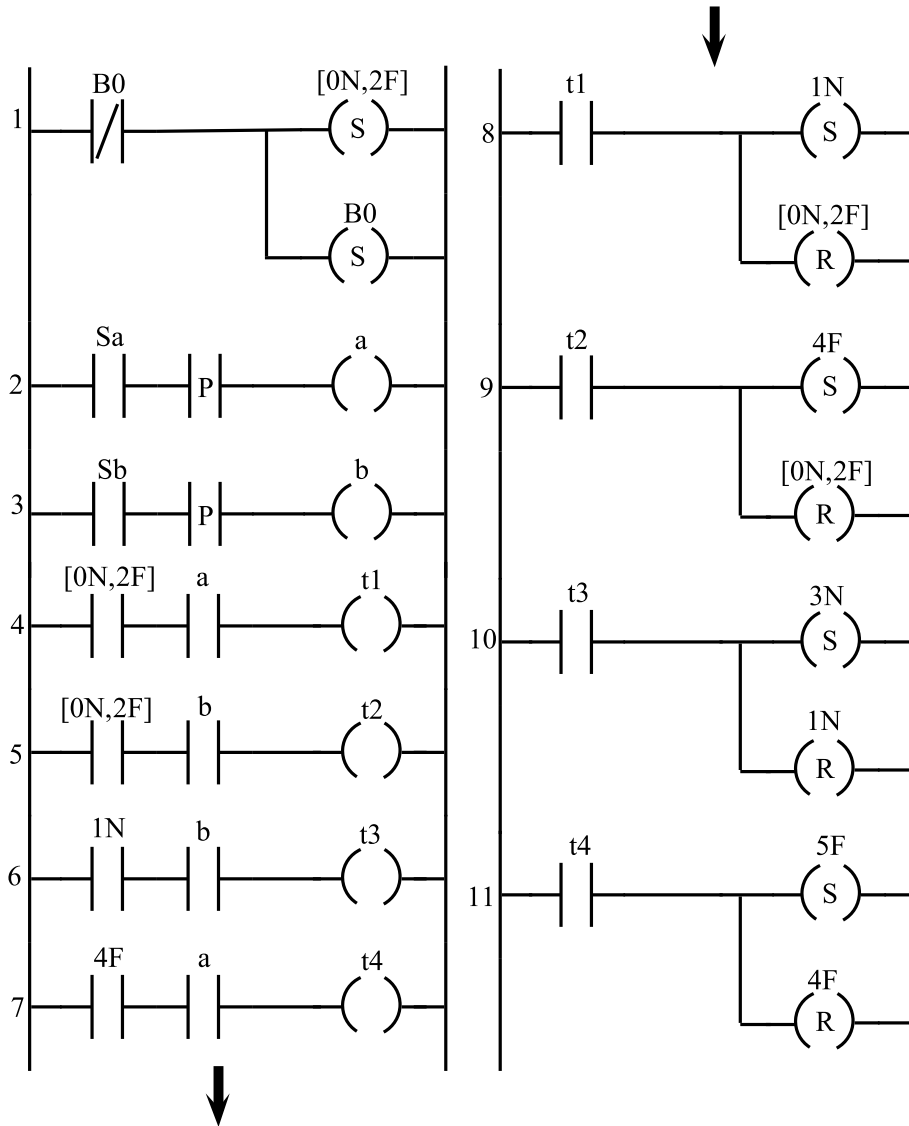 B0
[0N,2F]
1
S
B0
S
Sa
a
2
P
Sb
b
3
P
[0N,2F]
a
t1
4
[0N,2F]
b
t2
5
1N
b
t3
6
4F
a
t4
7
t1
1N
8
S
[0N,2F]
R
t2
4F
9
S
[0N,2F]
R
t3
3N
10
S
1N
R
t4
5F
11
S
4F
R